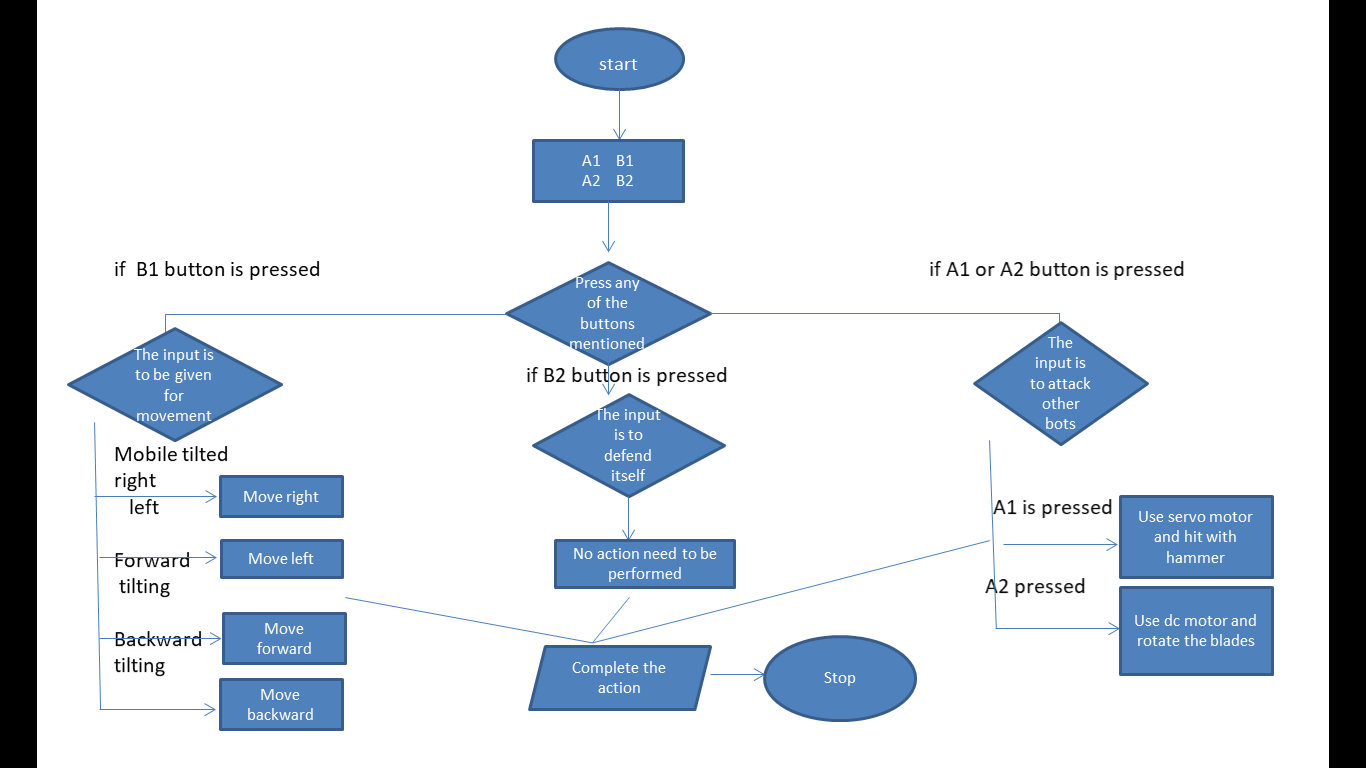 start
A1 B1
A2 B2
if B1 button is pressed
if A1 or A2 button is pressed
Press any
of the
buttons
mentioned
The input is
to be given
for
movement
if B2 button is pressed
The input
is to
defend
itself
The
input is
to attack
other
bots
Mobile tilted
right
left
Forward
tilting
Backward
tilting
Move right
Move left
Move
forward
Move
backward
No action need to be
performed
A1 is pressed
A2 pressed
Use servo motor
and hit with
hammer
Use dc motor and
rotate the blades
Complete the
action
Stop